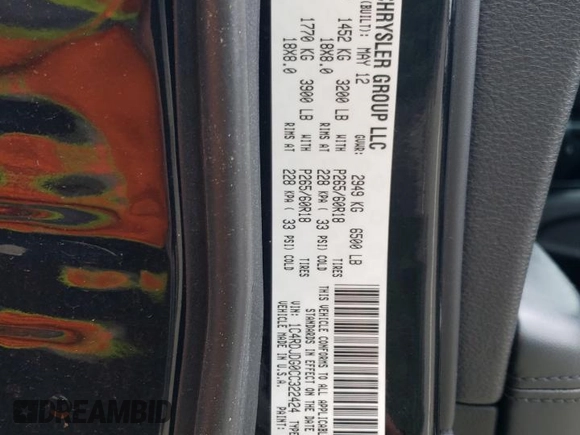 CHRYSLER GROUP LLC
(BUILT): MAY 12 GVWR: 2949 KG 6500 LB
1452 KG 3200 LB WITH P265/60R18 TIRES
18X8.0 RIMS AT 228 KPA ( 33 PSI) COLD
1770 KG 3900 LB WITH P265/60R18 TIRES
18X8.0 RIMS AT 228 KPA ( 33 PSI) COLD
THIS VEHICLE CONFORMS TO ALL
STANDARDS IN EFFECT ON THE DATE
VIN: 1C4RDJDG0CC322424 TYPE
VEHICLE MADE IN U.S.A.
DREAMBID